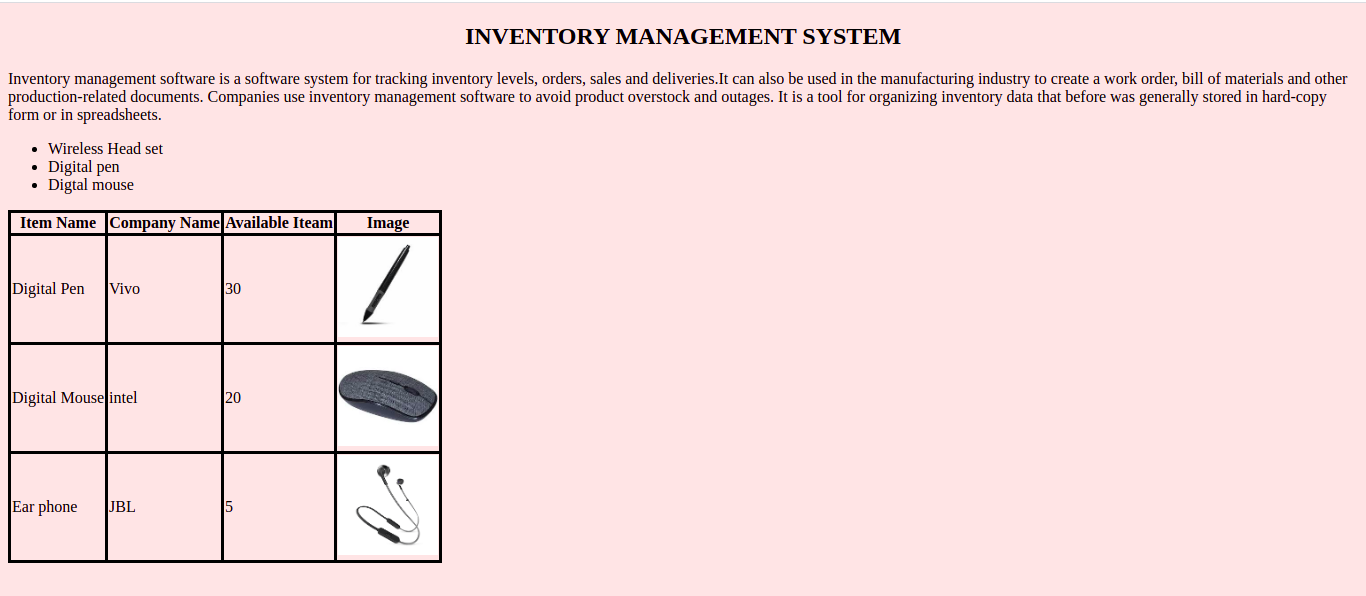 INVENTORY MANAGEMENT SYSTEM
Inventory management software is a software system for tracking inventory levels, orders, sales and deliveries.It can also be used in the manufacturing industry to create a work order, bill of materials and other
production-related documents. Companies use inventory management software to avoid product overstock and outages. It is a tool for organizing inventory data that before was generally stored in hard-copy
form or in spreadsheets.
Wireless Head set
Digital pen
Digtal mouse
Item Name Company Name Available Iteam Image
Digital Pen Vivo 30
Digital Mouse intel 20
Ear phone JBL 5